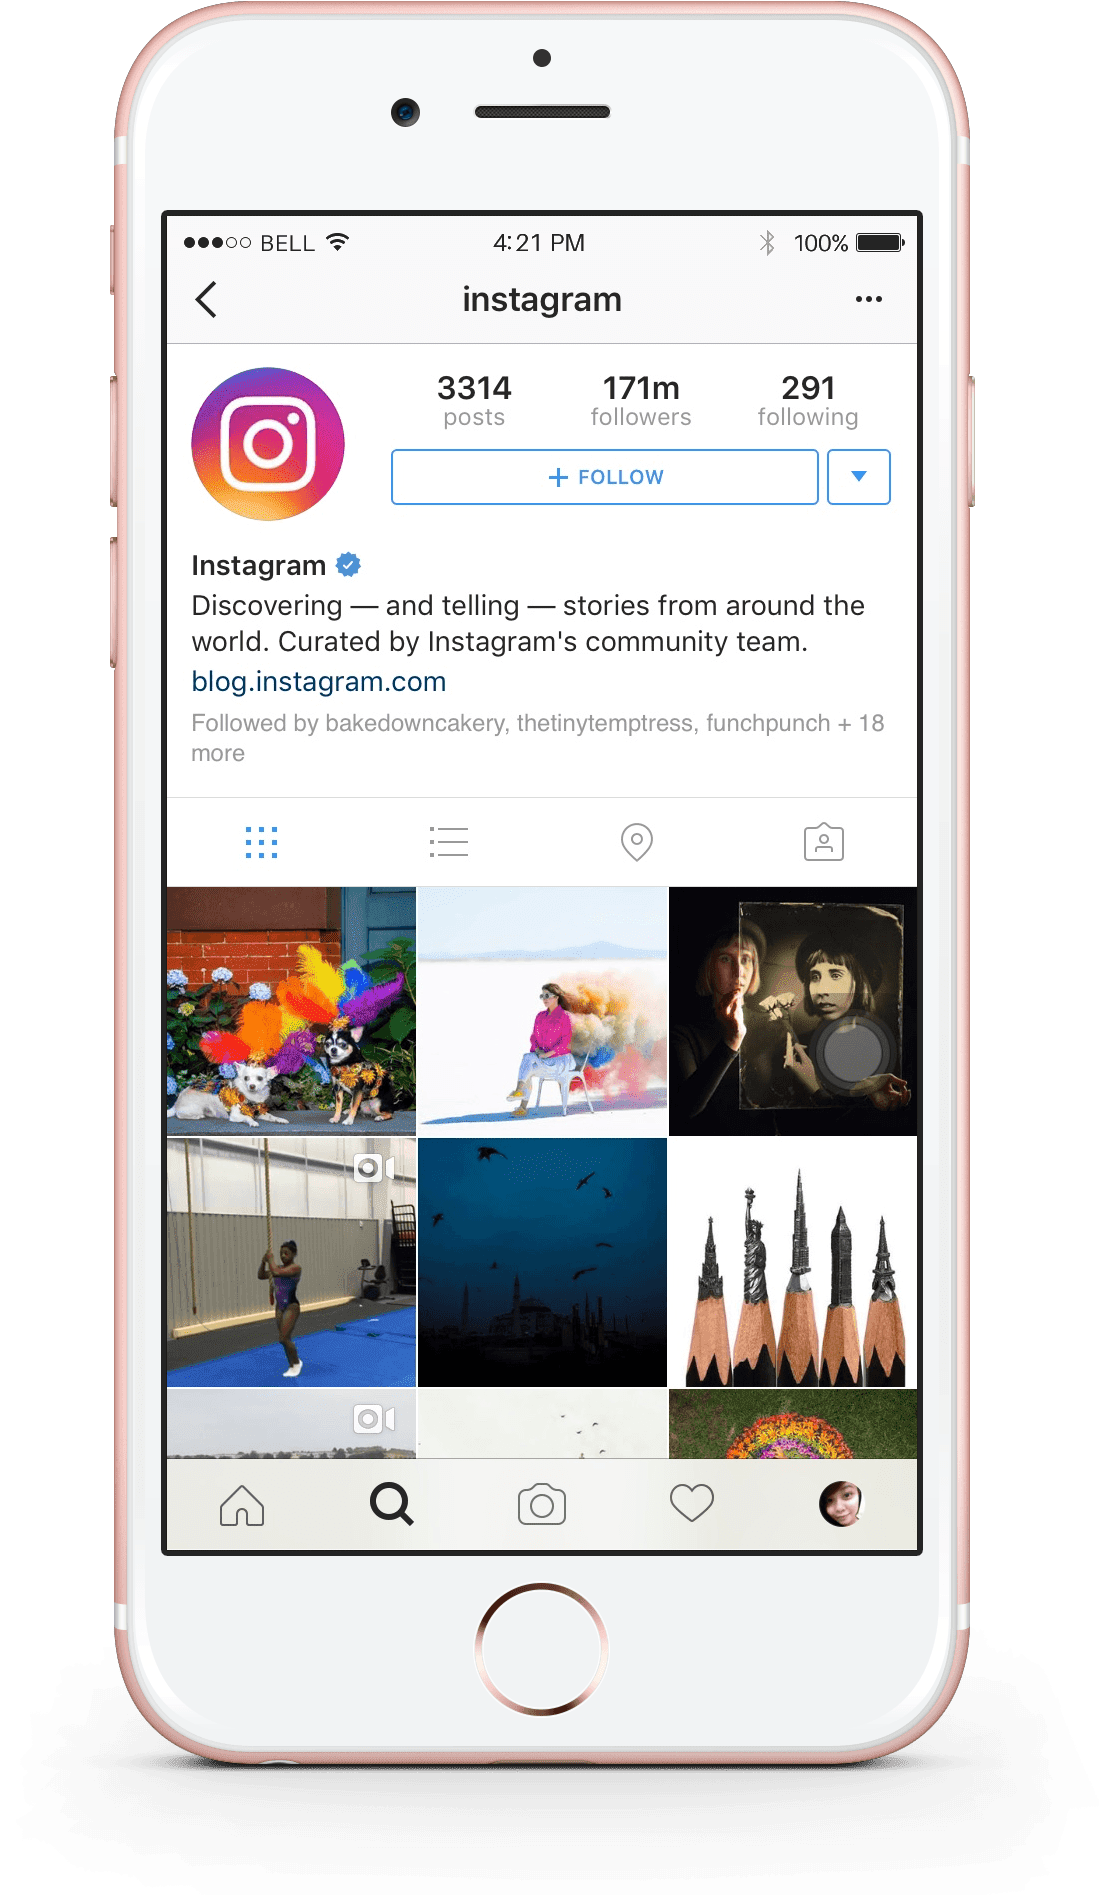 BELL 4:21 PM 100%
instagram
3314 171m 291
posts followers following
+ FOLLOW
Instagram
Discovering — and telling — stories from around the
world. Curated by Instagram's community team.
blog.instagram.com
Followed by bakedowncakery, thetinytemptress, funchpunch + 18
more